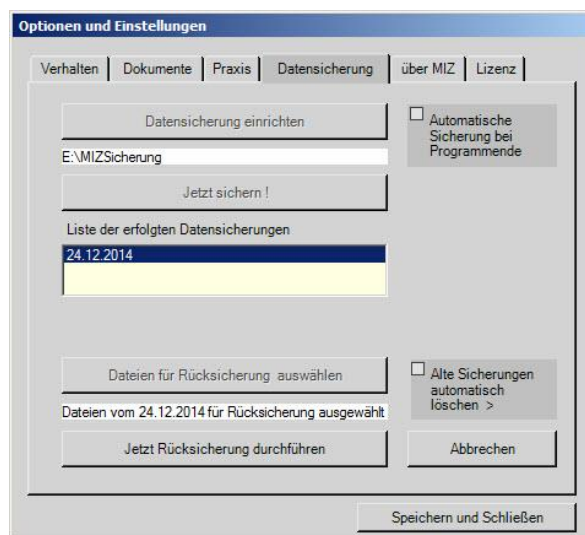 Optionen und Einstellungen
Verhalten Dokumente Praxis Datensicherung über MIZ Lizenz
Datensicherung einrichten
Automatische
Sicherung bei
Programmende
E:\MIZSicherung
Jetzt sichern !
Liste der erfolgten Datensicherungen
24.12.2014
Dateien für Rücksicherung auswählen
Alte Sicherungen
automatisch
löschen >
Dateien vom 24.12.2014 für Rücksicherung ausgewählt
Jetzt Rücksicherung durchführen
Abbrechen
Speichern und Schließen